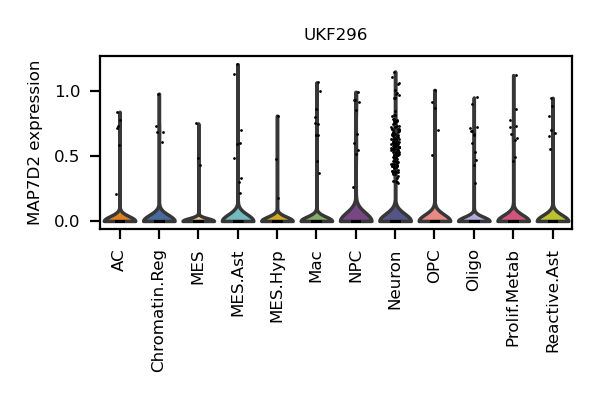 UKF296
MAP7D2 expression
1.0
0.5
0.0
AC
Chromatin.Reg
MES
MES.Ast
MES.Hyp
Mac
NPC
Neuron
OPC
Oligo
Prolif.Metab
Reactive.Ast